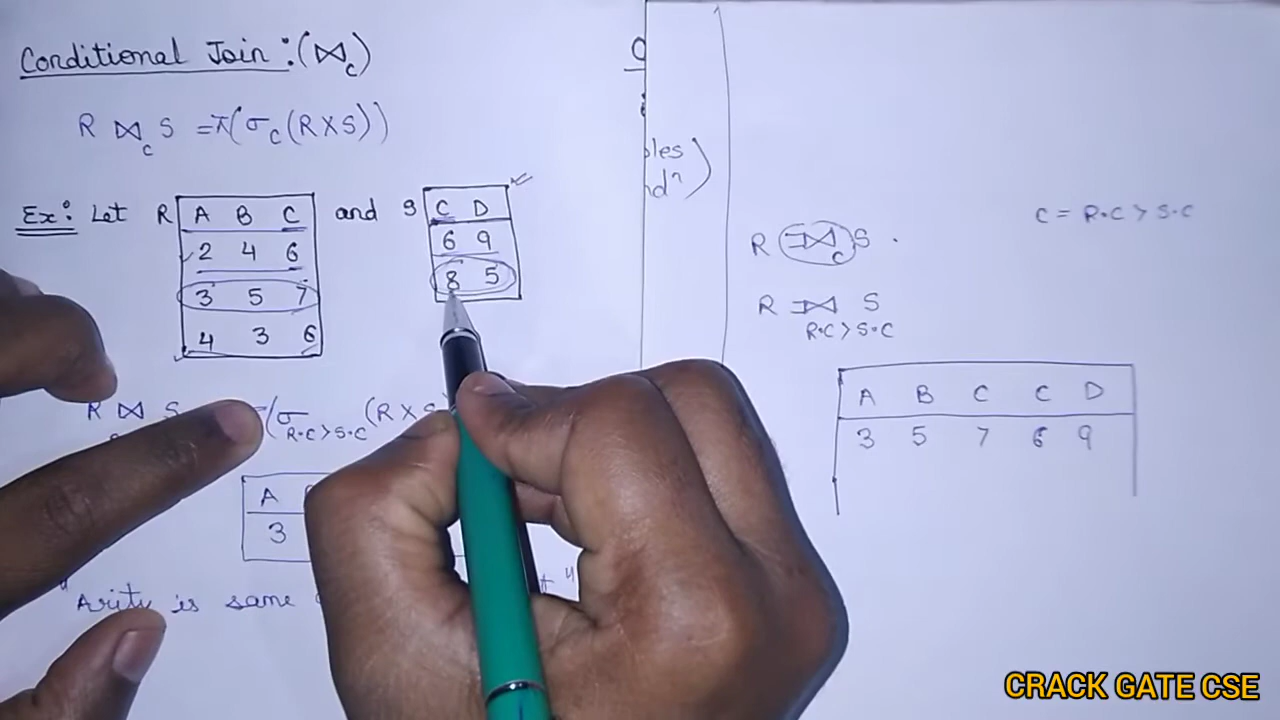 Conditional Join :(⋈c)
R ⋈c S = π(σc(R X S))
Ex: Let R and S
A B C
2 4 6
3 5 7
4 3 6
C D
6 9
8 5
R ⋈ S
σR.C > S.C (R X S
A
3
"Arity is same
C = R.C > S.C
R ⟕c S .
R ⟕ S
R.C > S.C
A B C C D
3 5 7 6 9
CRACK GATE CSE